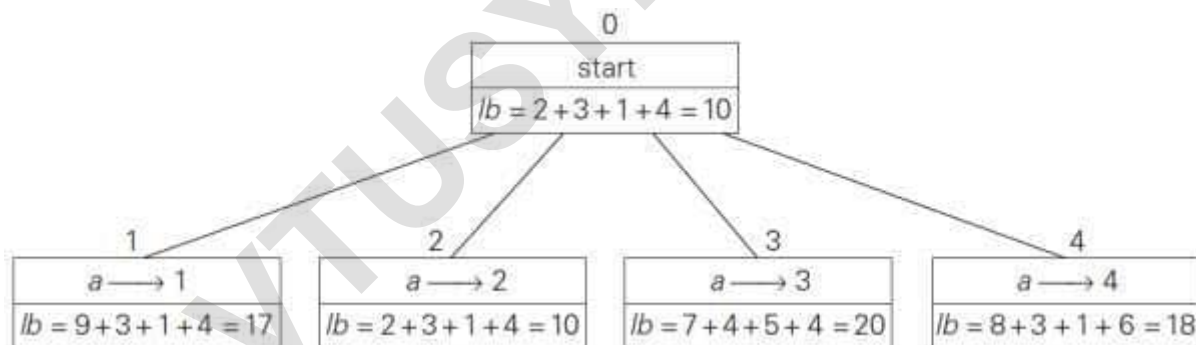 0
start
lb = 2 + 3 + 1 + 4 = 10
1
2
3
4
a ⟶ 1
a ⟶ 2
a ⟶ 3
a ⟶ 4
lb = 9 + 3 + 1 + 4 = 17
lb = 2 + 3 + 1 + 4 = 10
lb = 7 + 4 + 5 + 4 = 20
lb = 8 + 3 + 1 + 6 = 18
VTUSY